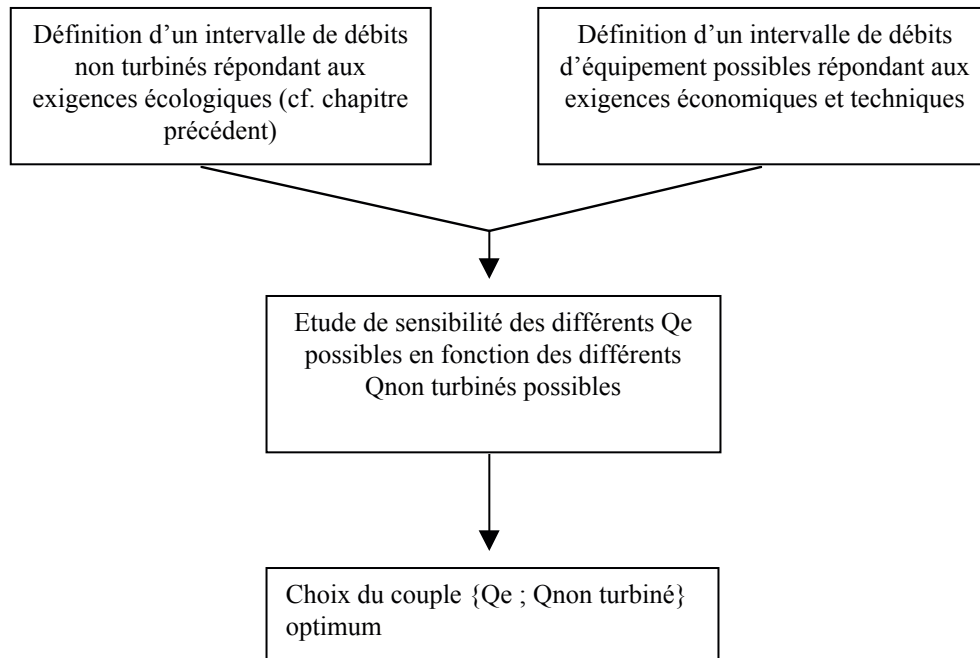 Définition d’un intervalle de débits
non turbinés répondant aux
exigences écologiques (cf. chapitre
précédent)
Définition d’un intervalle de débits
d’équipement possibles répondant aux
exigences économiques et techniques
Etude de sensibilité des différents Qe
possibles en fonction des différents
Qnon turbinés possibles
Choix du couple {Qe ; Qnon turbiné}
optimum